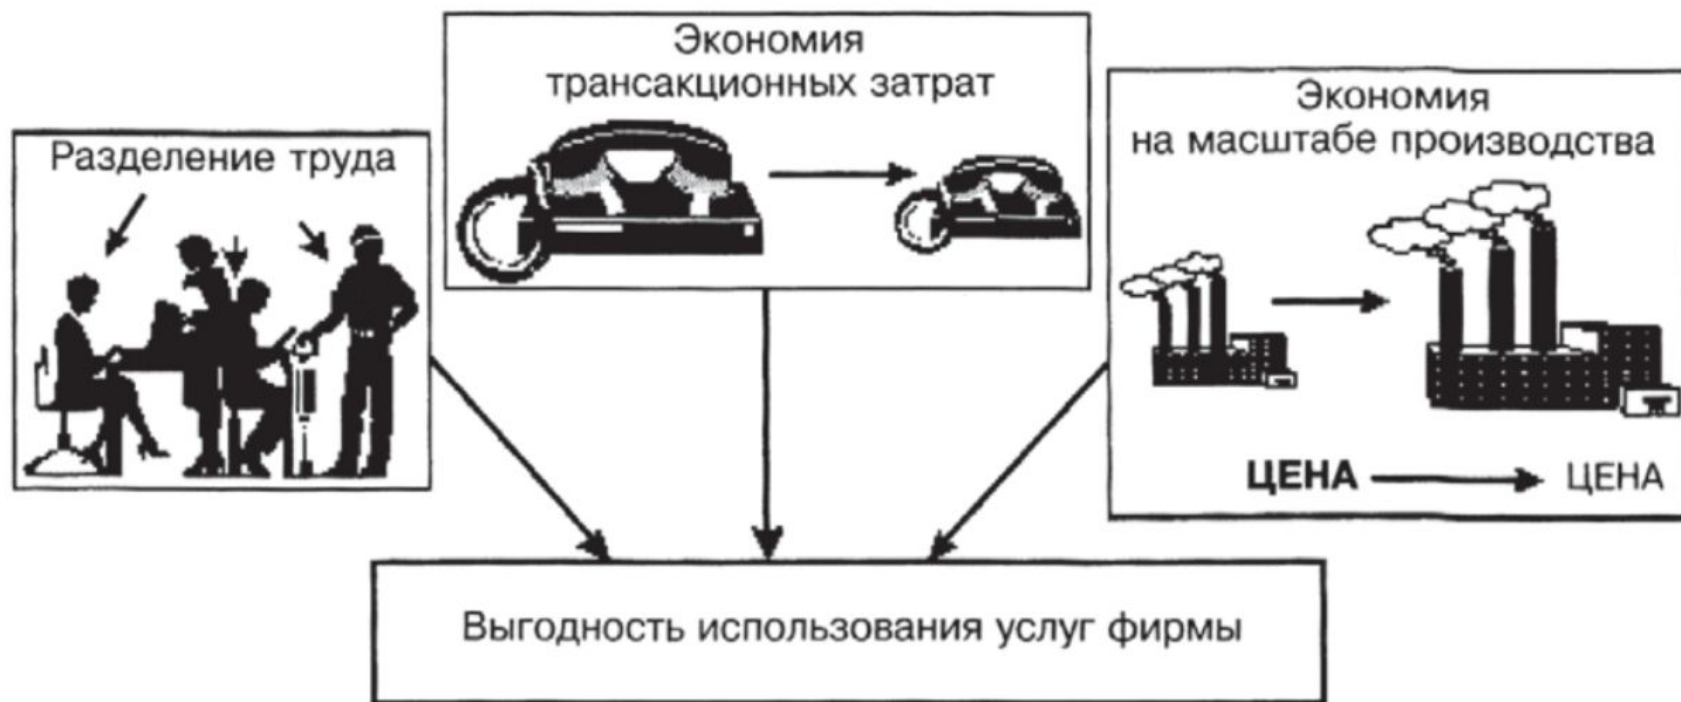 Разделение труда
Экономия
трансакционных затрат
Экономия
на масштабе производства
ЦЕНА ЦЕНА
Выгодность использования услуг фирмы